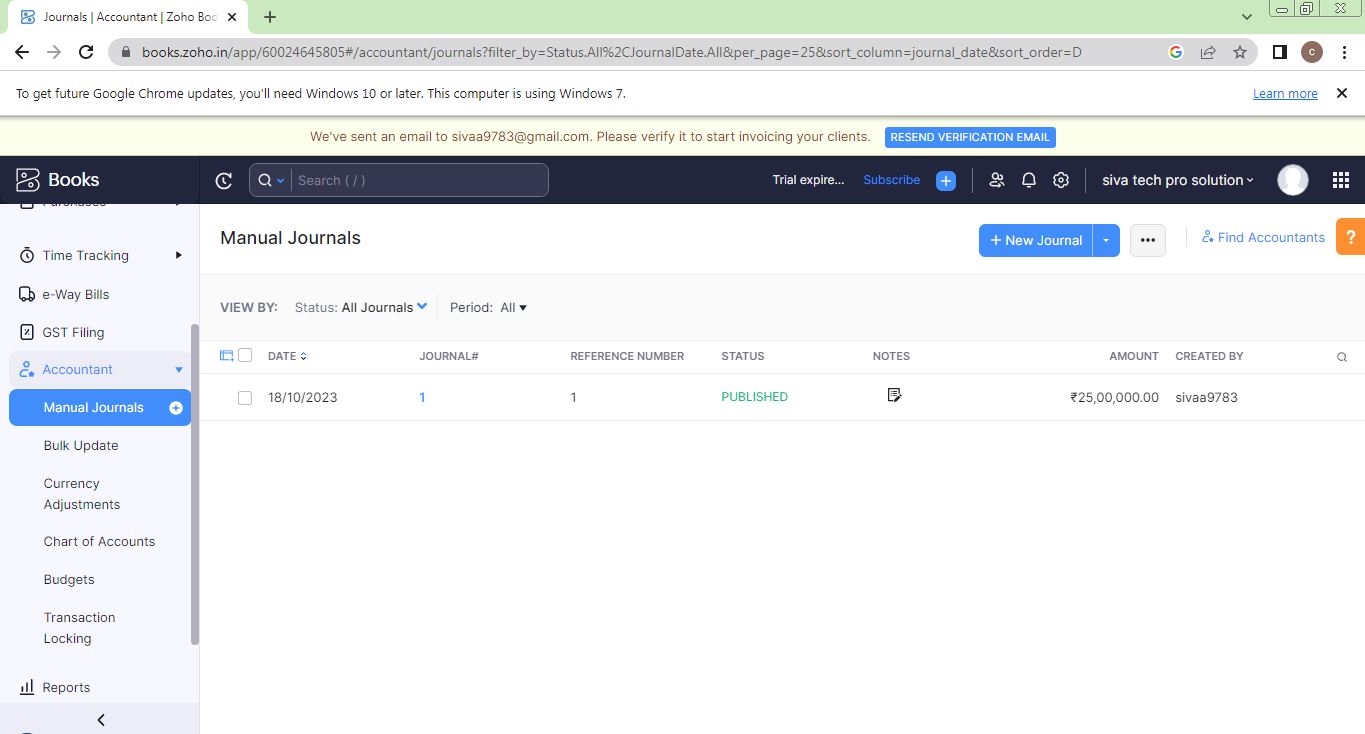 Journals | Accountant | Zoho Boo
books.zoho.in/app/60024645805#/accountant/journals?filter_by=Status.All%2CJournalDate.All&per_page=25&sort_column=journal_date&sort_order=D
C
To get future Google Chrome updates, you'll need Windows 10 or later. This computer is using Windows 7.
Learn more
We've sent an email to sivaa9783@gmail.com. Please verify it to start invoicing your clients.
RESEND VERIFICATION EMAIL
Books
Search ( / )
Trial expire...
Subscribe
siva tech pro solution
Purchases
Time Tracking
e-Way Bills
GST Filing
Accountant
Manual Journals
Bulk Update
Currency
Adjustments
Chart of Accounts
Budgets
Transaction
Locking
Reports
Manual Journals
+ New Journal
Find Accountants
?
VIEW BY: Status: All Journals Period: All
DATE JOURNAL# REFERENCE NUMBER STATUS NOTES AMOUNT CREATED BY
18/10/2023 1 1 PUBLISHED ₹25,00,000.00 sivaa9783